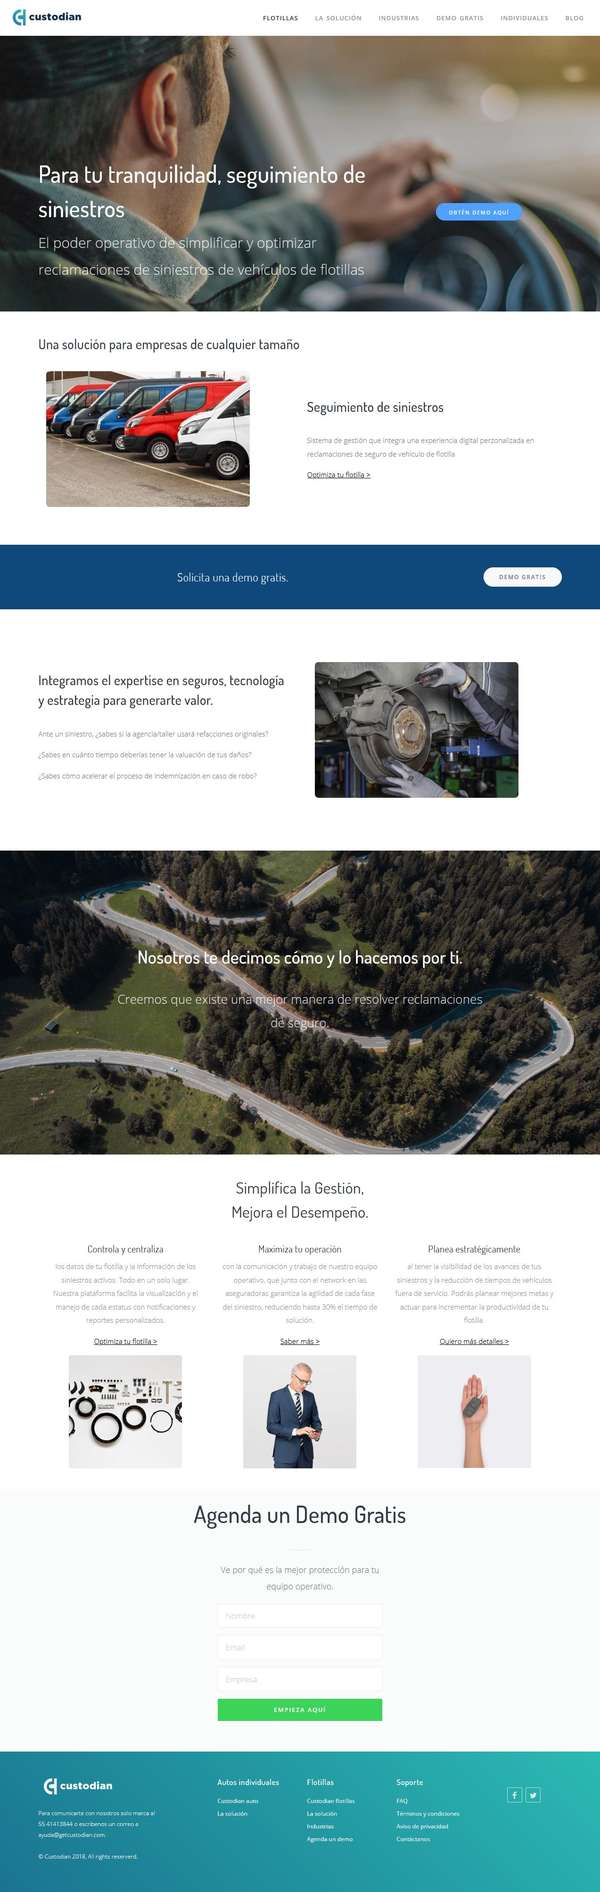 custodian
FLOTILLAS LA SOLUCIÓN INDUSTRIAS DEMO GRATIS INDIVIDUALES BLOG
Para tu tranquilidad, seguimiento de
siniestros
OBTÉN DEMO AQUÍ
El poder operativo de simplificar y optimizar
reclamaciones de siniestros de vehículos de flotillas
Una solución para empresas de cualquier tamaño
Seguimiento de siniestros
Sistema de gestión que integra una experiencia digital perzonalizada en
reclamaciones de seguro de vehículo de flotilla
Optimiza tu flotilla >
Solicita una demo gratis.
DEMO GRATIS
Integramos el expertise en seguros, tecnología
y estrategia para generarte valor.
Ante un siniestro, ¿sabes si la agencia/taller usará refacciones originales?
¿Sabes en cuánto tiempo deberías tener la valuación de tus daños?
¿Sabes cómo acelerar el proceso de indemnización en caso de robo?
Nosotros te decimos cómo y lo hacemos por ti.
Creemos que existe una mejor manera de resolver reclamaciones
de seguro.
Simplifica la Gestión,
Mejora el Desempeño.
Controla y centraliza
los datos de tu flotilla y la información de los
siniestros activos. Todo en un solo lugar.
Nuestra plataforma facilita la visualización y el
manejo de cada estatus con notificaciones y
reportes personalizados.
Optimiza tu flotilla >
Maximiza tu operación
con la comunicación y trabajo de nuestro equipo
operativo, que junto con el network en las
aseguradoras garantiza la agilidad de cada fase
del siniestro, reduciendo hasta 30% el tiempo de
solución.
Saber más >
Planea estratégicamente
al tener la visibilidad de los avances de tus
siniestros y la reducción de tiempos de vehículos
fuera de servicio. Podrás planear mejores metas y
actuar para incrementar la productividad de tu
flotilla.
Quiero más detalles >
Agenda un Demo Gratis
Ve por qué es la mejor protección para tu
equipo operativo.
Nombre
Email
Empresa
EMPIEZA AQUÍ
custodian
Para comunicarte con nosotros solo marca al
55 41413844 o escríbenos un correo a
ayuda@getcustodian.com
© Custodian 2018, All rights reserverd.
Autos individuales
Custodian auto
La solución
Flotillas
Custodian flotillas
La solución
Industrias
Agenda un demo
Soporte
FAQ
Términos y condiciones
Aviso de privacidad
Contáctanos